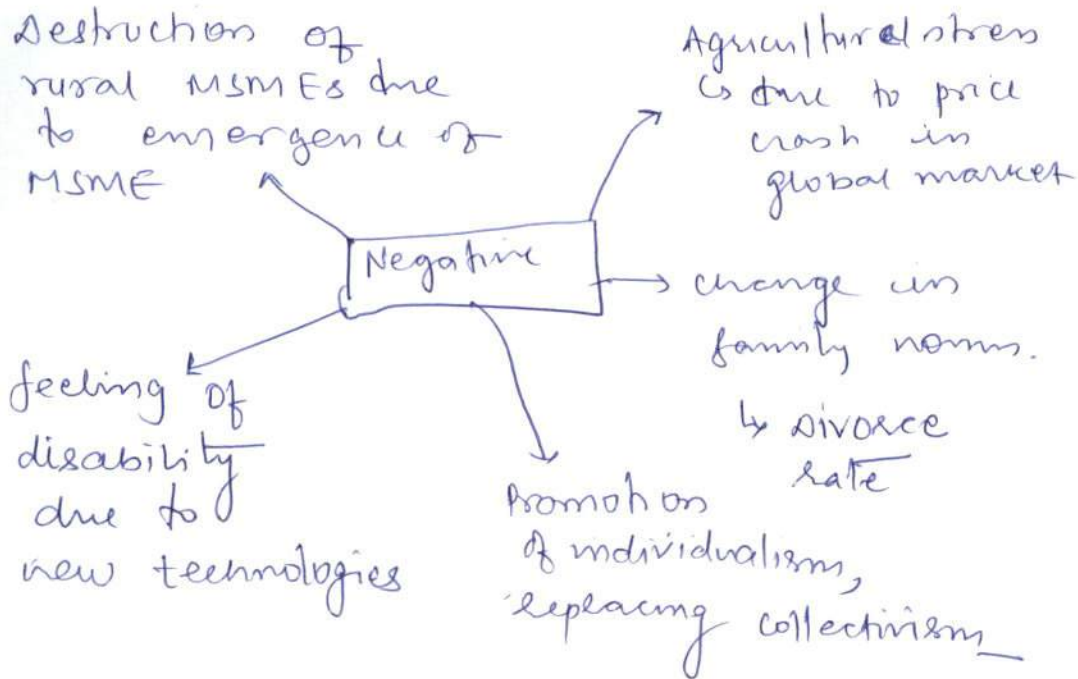 Destruction of
rural MSMEs due
to emergence of
MSME
Agricultural stress
↳ due to price
crash in
global market
Negative
→ change in
family norms.
↳ Divorce
rate
feeling of
disability
due to
new technologies
Promotion
of individualism,
replacing collectivism